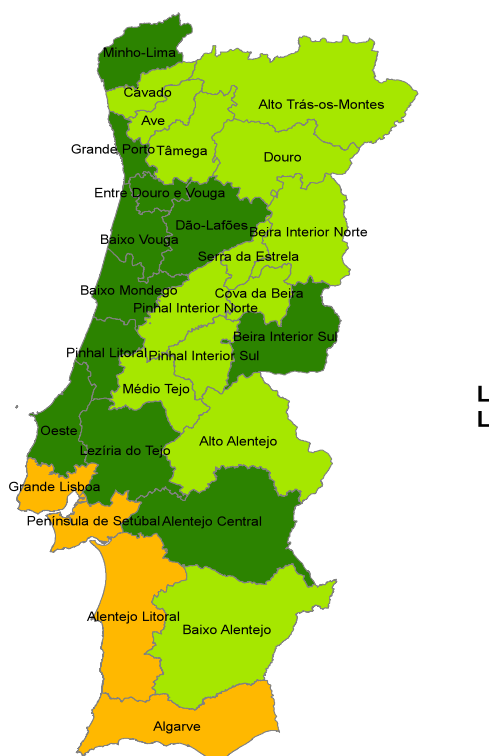 Minho-Lima
Cávado
Alto Trás-os-Montes
Ave
Grande Porto
Tâmega
Douro
Entre Douro e Vouga
Dão-Lafões
Beira Interior Norte
Baixo Vouga
Serra da Estrela
Baixo Mondego
Cova da Beira
Pinhal Interior Norte
Beira Interior Sul
Pinhal Litoral
Pinhal Interior Sul
Médio Tejo
L
L
Oeste
Alto Alentejo
Lezíria do Tejo
Grande Lisboa
Península de Setúbal
Alentejo Central
Alentejo Litoral
Baixo Alentejo
Algarve